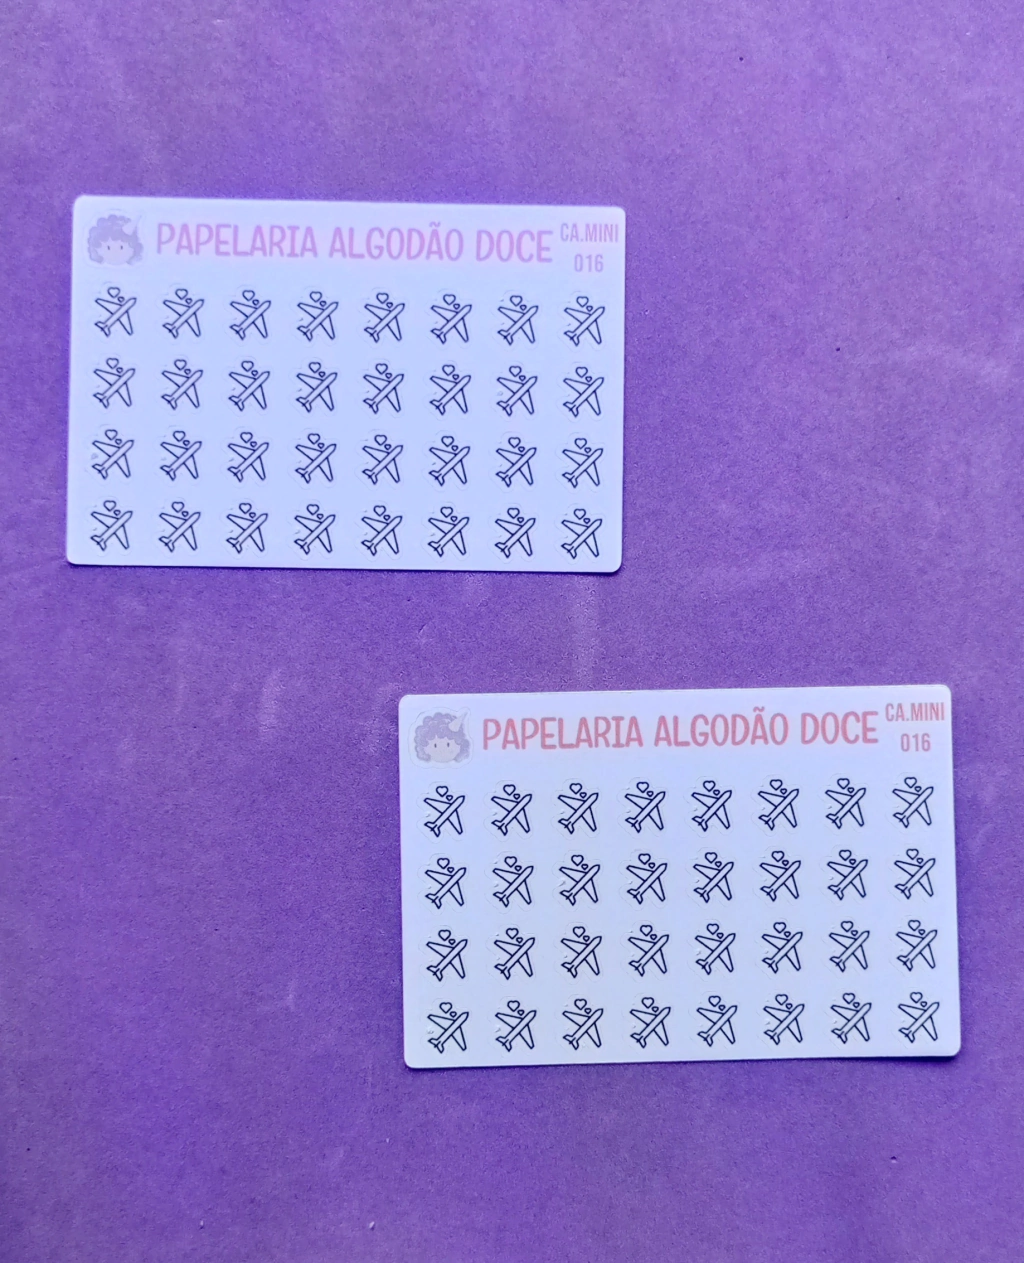 PAPELARIA ALGODÃO DOCE
CA.MINI
016
PAPELARIA ALGODÃO DOCE
CA.MINI
016